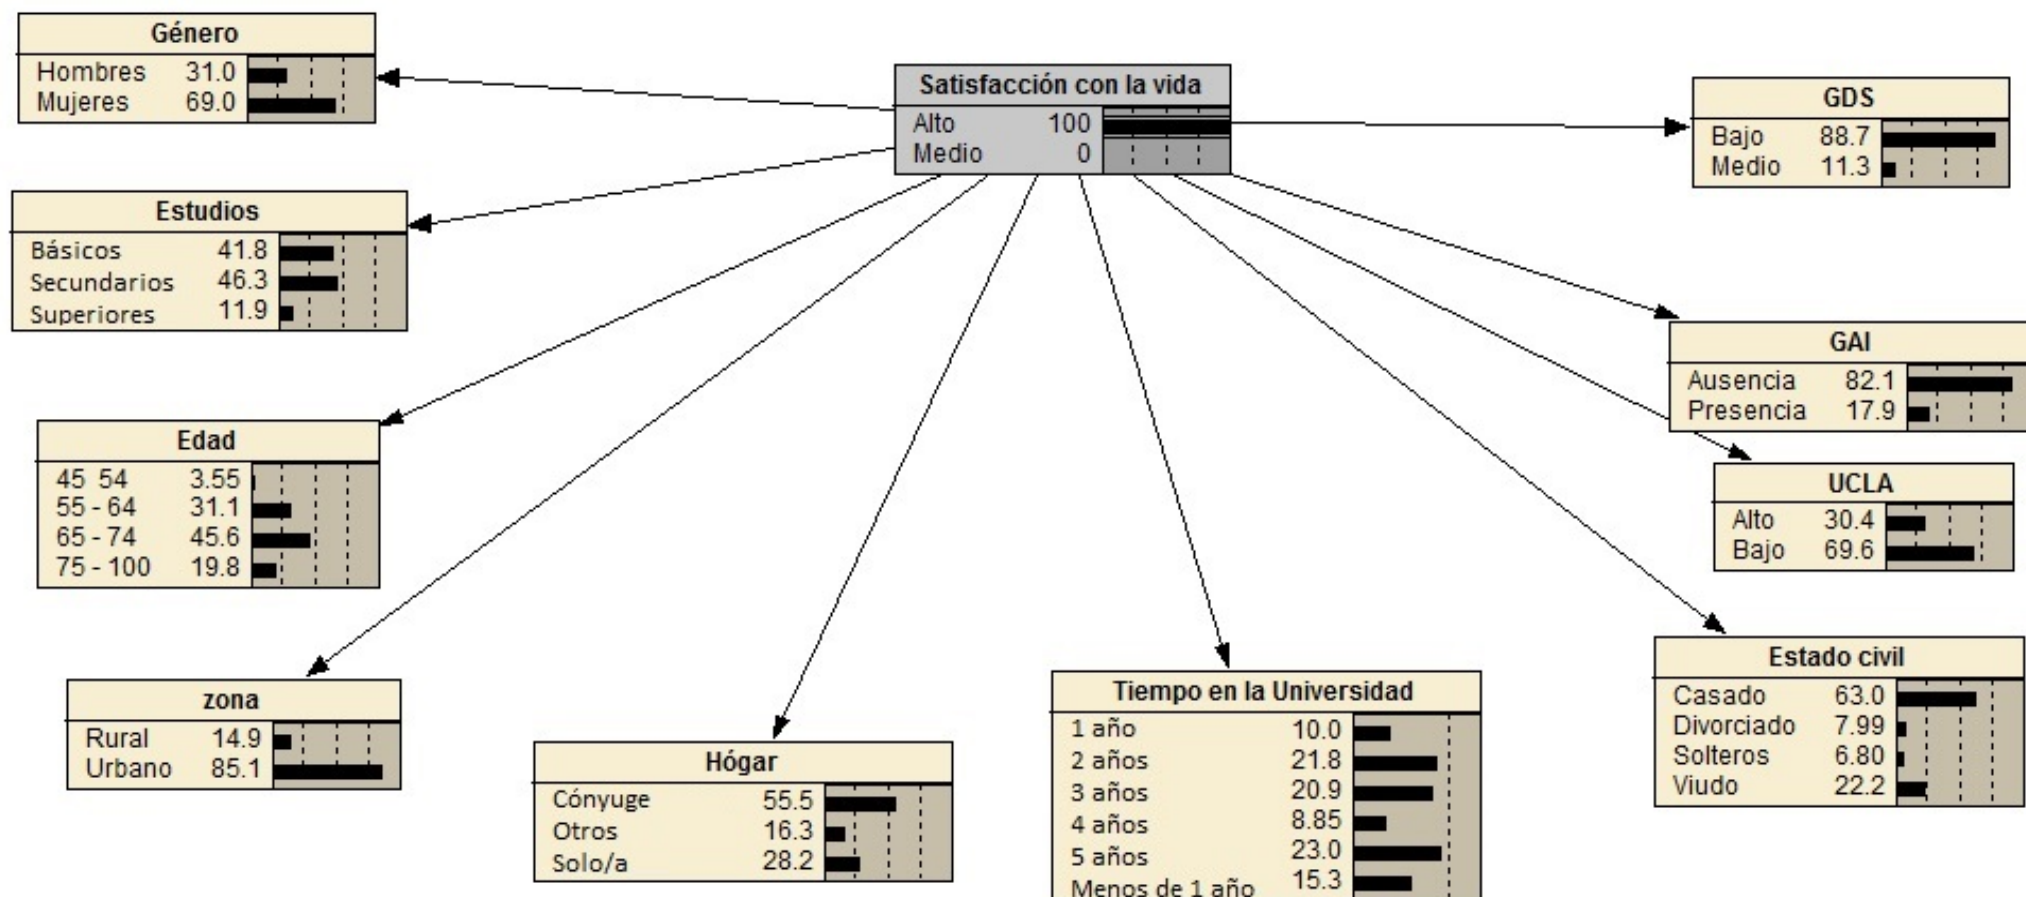 Género
Hombres 31.0
Mujeres 69.0
Satisfacción con la vida
Alto 100
Medio 0
GDS
Bajo 88.7
Medio 11.3
Estudios
Básicos 41.8
Secundarios 46.3
Superiores 11.9
GAI
Ausencia 82.1
Presencia 17.9
Edad
45 54 3.55
55 - 64 31.1
65 - 74 45.6
75 - 100 19.8
UCLA
Alto 30.4
Bajo 69.6
zona
Rural 14.9
Urbano 85.1
Hógar
Cónyuge 55.5
Otros 16.3
Solo/a 28.2
Tiempo en la Universidad
1 año 10.0
2 años 21.8
3 años 20.9
4 años 8.85
5 años 23.0
Menos de 1 año 15.3
Estado civil
Casado 63.0
Divorciado 7.99
Solteros 6.80
Viudo 22.2